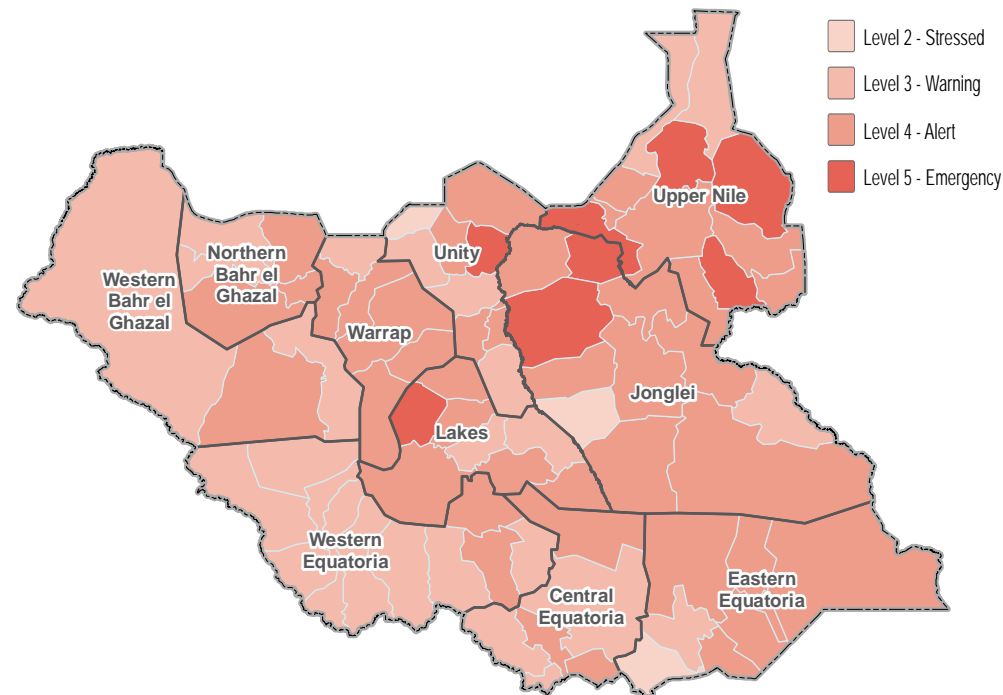 Level 2 - Stressed
Level 3 - Warning
Level 4 - Alert
Level 5 - Emergency
Upper Nile
Unity
Northern
Bahr el
Ghazal
Western
Bahr el
Ghazal
Warrap
Jonglei
Lakes
Western
Equatoria
Central
Equatoria
Eastern
Equatoria